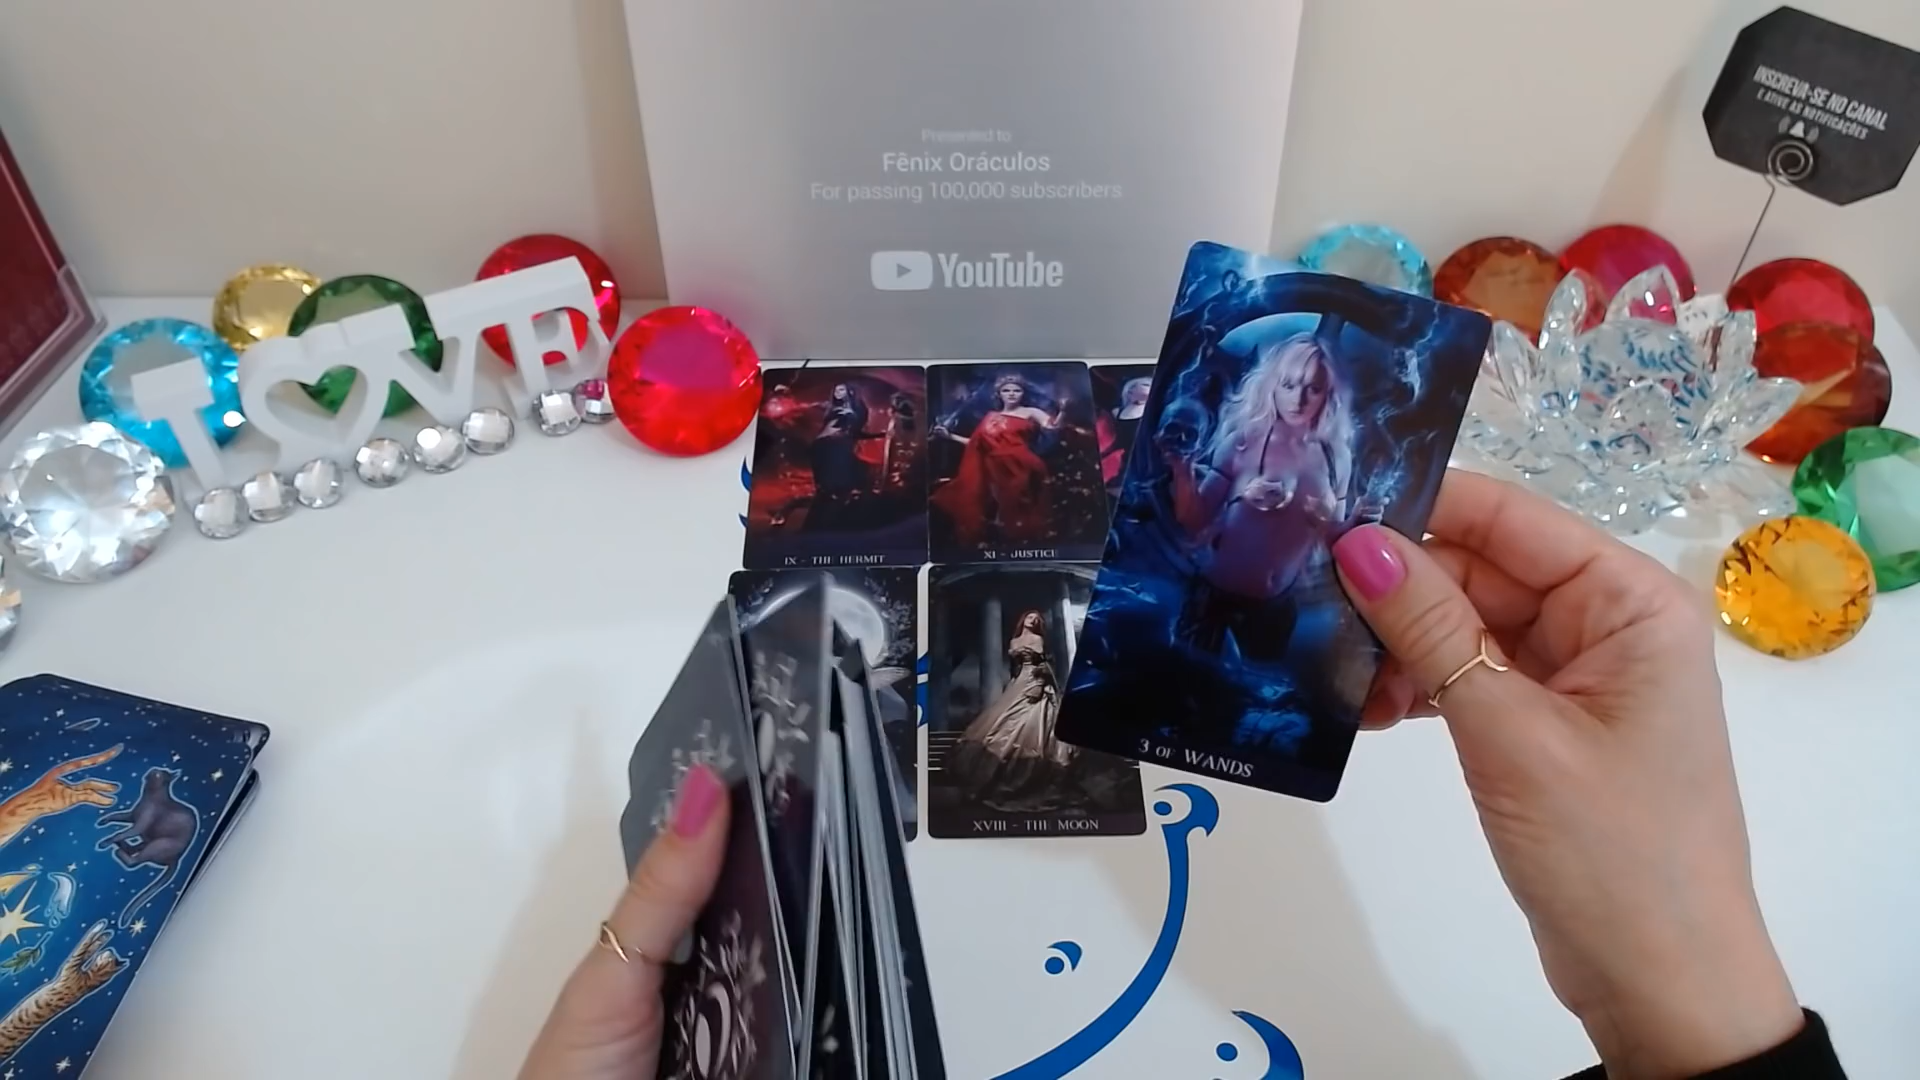 Presented to
Fênix Oráculos
For passing 100,000 subscribers
YouTube
INSCREVA-SE NO CANAL
E ATIVE AS NOTIFICAÇÕES
LOVE
IX - THE HERMIT
XI - JUSTICE
3 OF WANDS
XVIII - THE MOON